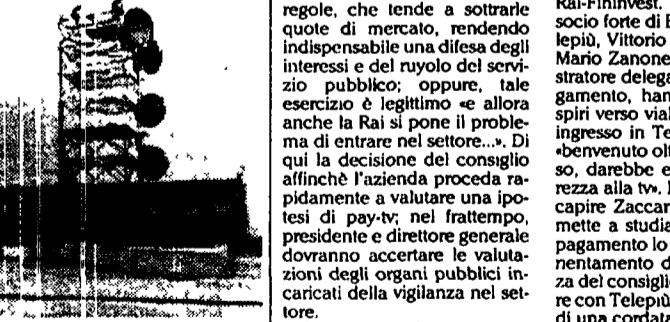 regole, che tende a sottrarle
quote di mercato, rendendo
indispensabile una difesa degli
interessi e del ruyolo del servi-
zio pubblico; oppure, tale
esercizio è legittimo «e allora
anche la Rai si pone il proble-
ma di entrare nel settore...». Di
qui la decisione del consiglio
affinchè l'azienda proceda ra-
pidamente a valutare una ipo-
tesi di pay-tv; nel frattempo,
presidente e direttore generale
dovranno accertare le valuta-
zioni degli organi pubblici in-
caricati della vigilanza nel set-
tore.
Rai-Fininvest.
socio forte di
lepiù, Vittorio
Mario Zanone
stratore delega
gamento, han
spiri verso vial
ingresso in Te
«benvenuto olt
so, darebbe e
rezza alla tv».
capire Zaccar
mette a studia
pagamento lo
nentamento d
za del consigli
re con Telepiù
di una cordat